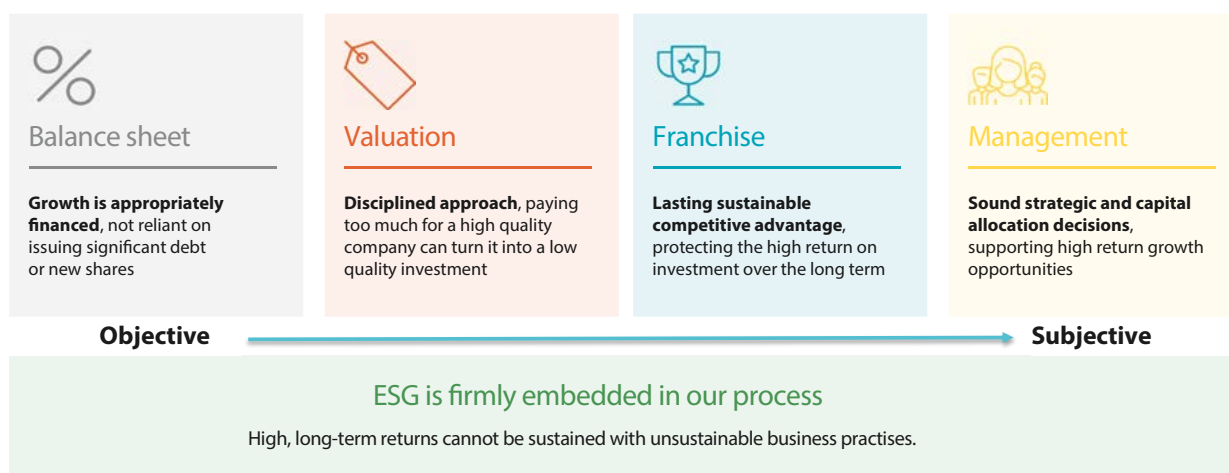 Balance sheet
Growth is appropriately
financed, not reliant on
issuing significant debt
or new shares
Valuation
Disciplined approach, paying
too much for a high quality
company can turn it into a low
quality investment
Franchise
Lasting sustainable
competitive advantage,
protecting the high return on
investment over the long term
Management
Sound strategic and capital
allocation decisions,
supporting high return growth
opportunities
Objective
Subjective
ESG is firmly embedded in our process
High, long-term returns cannot be sustained with unsustainable business practises.